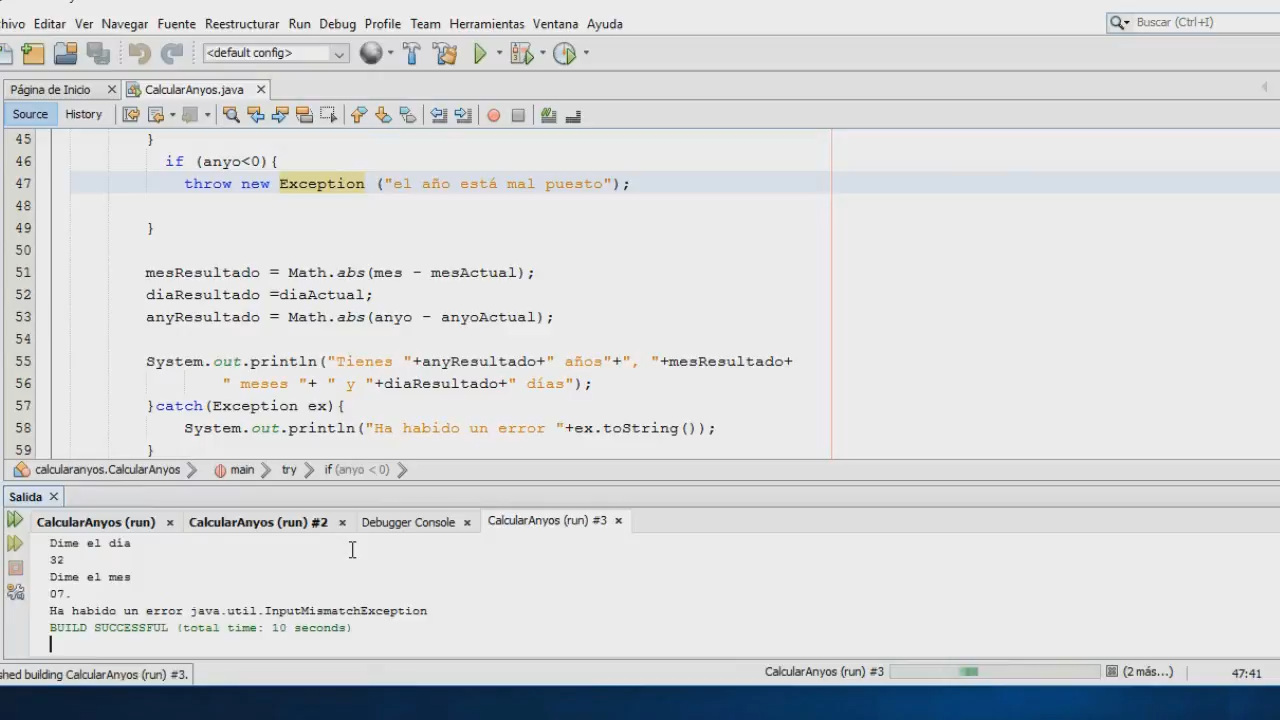 chivo Editar Ver Navegar Fuente Reestructurar Run Debug Profile Team Herramientas Ventana Ayuda
Buscar (Ctrl+I)
<default config>
Página de Inicio CalcularAnyos.java
Source History
45 }
46 if (anyo<0){
47 throw new Exception ("el año está mal puesto");
48
49 }
50
51 mesResultado = Math.abs(mes - mesActual);
52 diaResultado =diaActual;
53 anyResultado = Math.abs(anyo - anyoActual);
54
55 System.out.println("Tienes "+anyResultado+" años"+", "+mesResultado+
56 " meses "+ " y "+diaResultado+" días");
57 }catch(Exception ex){
58 System.out.println("Ha habido un error "+ex.toString());
59 }
calcularanyos.CalcularAnyos main try if (anyo < 0)
Salida
CalcularAnyos (run) CalcularAnyos (run) #2 Debugger Console CalcularAnyos (run) #3
Dime el día
32
Dime el mes
07.
Ha habido un error java.util.InputMismatchException
BUILD SUCCESSFUL (total time: 10 seconds)
shed building CalcularAnyos (run) #3. CalcularAnyos (run) #3 (2 más...) 47:41